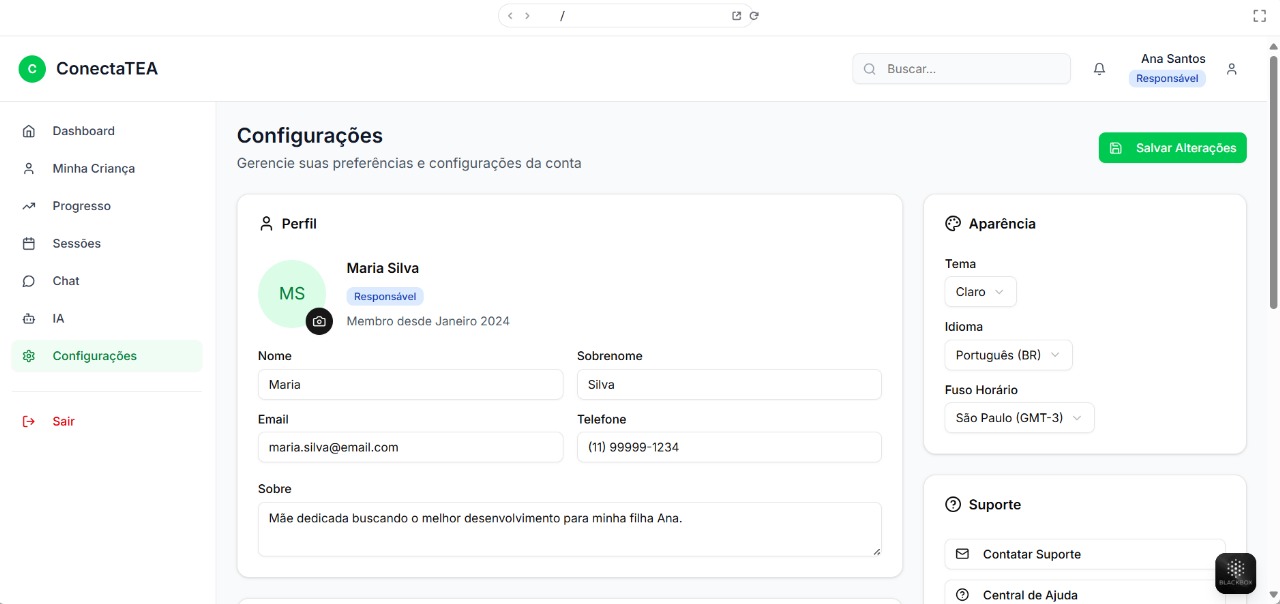 /
C ConectaTEA
Buscar...
Ana Santos
Responsável
Dashboard
Minha Criança
Progresso
Sessões
Chat
IA
Configurações
Sair
Configurações
Gerencie suas preferências e configurações da conta
Salvar Alterações
Perfil
MS
Maria Silva
Responsável
Membro desde Janeiro 2024
Nome
Maria
Sobrenome
Silva
Email
maria.silva@email.com
Telefone
(11) 99999-1234
Sobre
Mãe dedicada buscando o melhor desenvolvimento para minha filha Ana.
Aparência
Tema
Claro
Idioma
Português (BR)
Fuso Horário
São Paulo (GMT-3)
Suporte
Contatar Suporte
Central de Ajuda
BLACKBOX